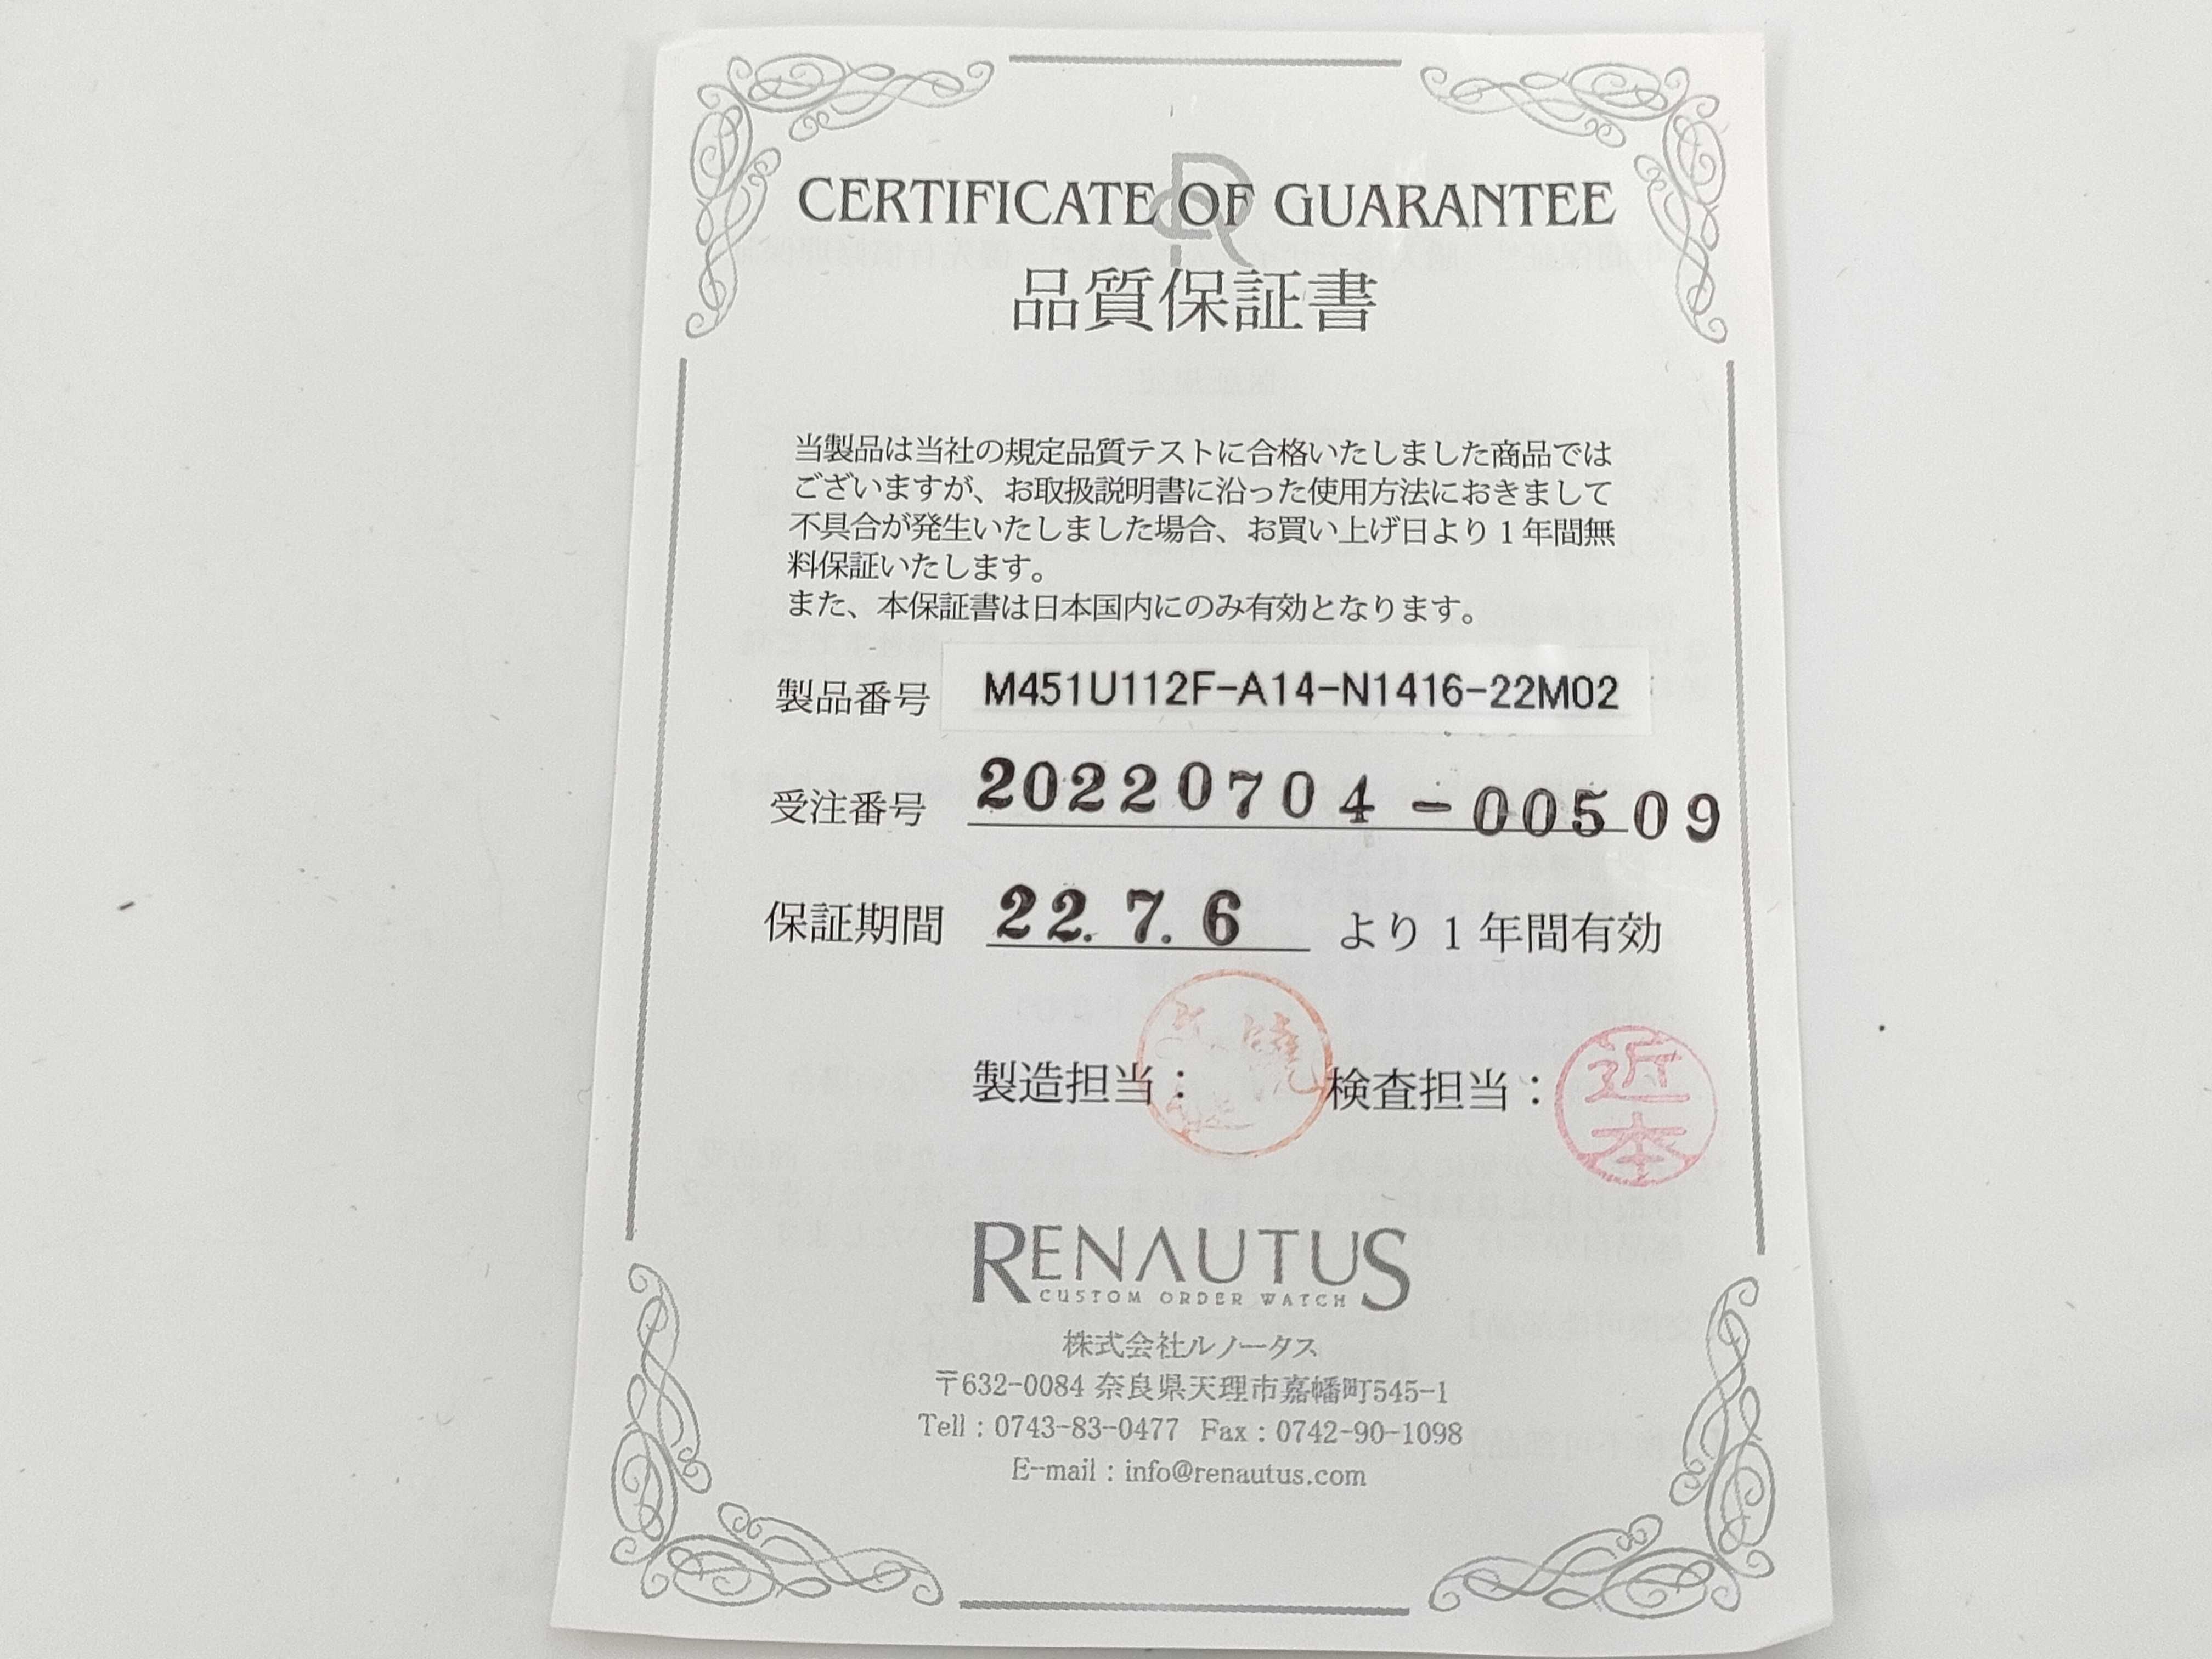 CERTIFICATE OF GUARANTEE
品質保証書
当製品は当社の規定品質テストに合格いたしました商品では
ございますが、お取扱説明書に沿った使用方法におきまして
不具合が発生いたしました場合、お買い上げ日より1年間無
料保証いたします。
また、本保証書は日本国内にのみ有効となります。
製品番号 M451U112F-A14-N1416-22M02
受注番号 20220704-00509
保証期間 22.7.6 より1年間有効
製造担当: 検査担当: 近本
RENAUTUS
CUSTOM ORDER WATCH
株式会社ルノータス
〒632-0084 奈良県天理市嘉幡町545-1
Tell : 0743-83-0477 Fax : 0742-90-1098
E-mail : info@renautus.com